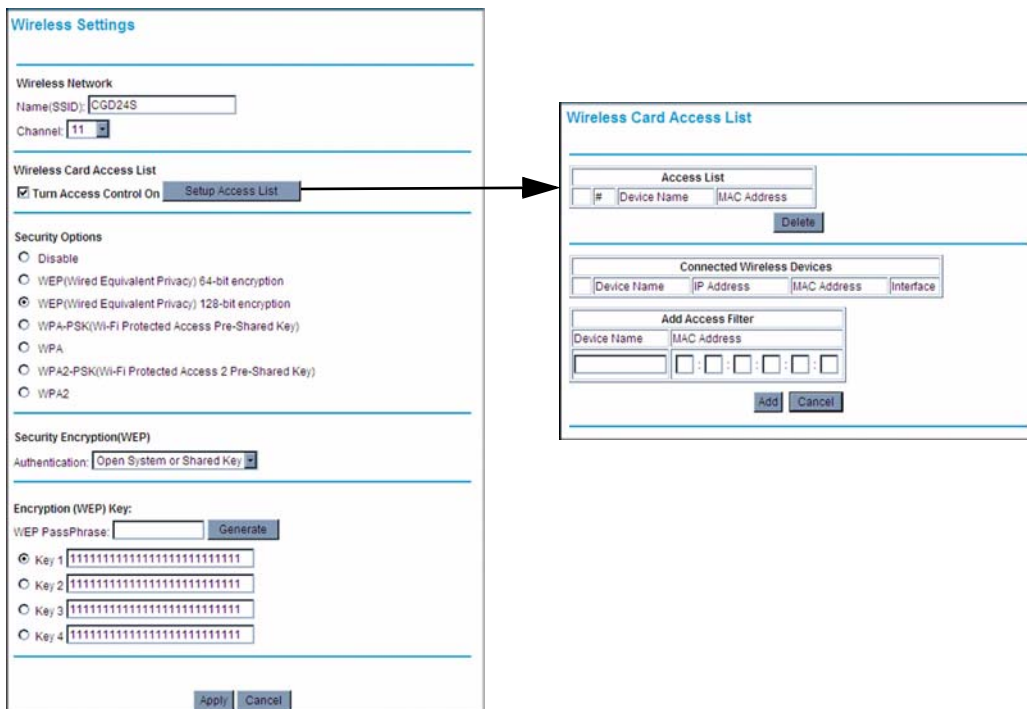 Wireless Settings
Wireless Network
Name(SSID): CGD24S
Channel: 11
Wireless Card Access List
Turn Access Control On Setup Access List
Security Options
Disable
WEP(Wired Equivalent Privacy) 64-bit encryption
WEP(Wired Equivalent Privacy) 128-bit encryption
WPA-PSK(Wi-Fi Protected Access Pre-Shared Key)
WPA
WPA2-PSK(Wi-Fi Protected Access 2 Pre-Shared Key)
WPA2
Security Encryption(WEP)
Authentication: Open System or Shared Key
Encryption (WEP) Key:
WEP PassPhrase: Generate
Key 1 11111111111111111111111111
Key 2 11111111111111111111111111
Key 3 11111111111111111111111111
Key 4 11111111111111111111111111
Apply Cancel
Wireless Card Access List
Access List
# Device Name MAC Address
Delete
Connected Wireless Devices
Device Name IP Address MAC Address Interface
Add Access Filter
Device Name MAC Address
: : : : :
Add Cancel